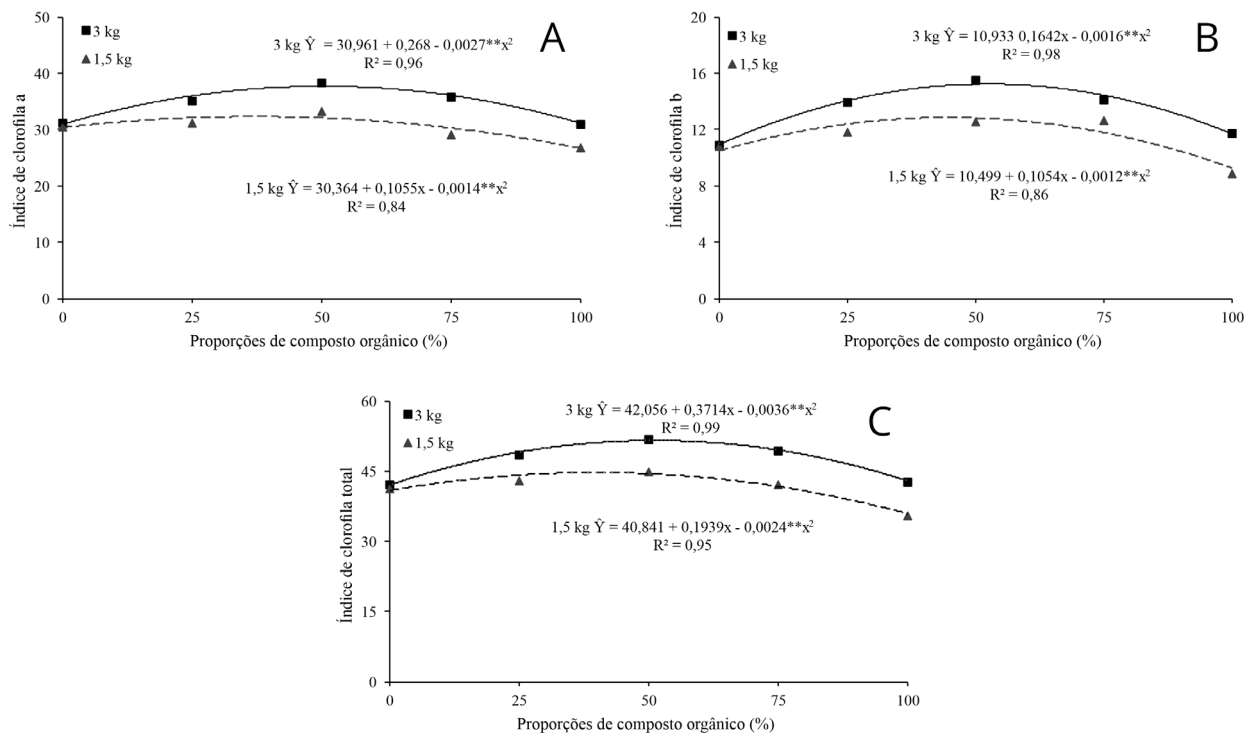 A
3 kg
1,5 kg
3 kg Ŷ = 30,961 + 0,268 - 0,0027**x²
R² = 0,96
1,5 kg Ŷ = 30,364 + 0,1055x - 0,0014**x²
R² = 0,84
Índice de clorofila a
50
40
30
20
10
0
0 25 50 75 100
Proporções de composto orgânico (%)
B
3 kg
1,5 kg
3 kg Ŷ = 10,933 0,1642x - 0,0016**x²
R² = 0,98
1,5 kg Ŷ = 10,499 + 0,1054x - 0,0012**x²
R² = 0,86
Índice de clorofila b
20
16
12
8
4
0
0 25 50 75 100
Proporções de composto orgânico (%)
C
3 kg
1,5 kg
3 kg Ŷ = 42,056 + 0,3714x - 0,0036**x²
R² = 0,99
1,5 kg Ŷ = 40,841 + 0,1939x - 0,0024**x²
R² = 0,95
Índice de clorofila total
60
45
30
15
0
0 25 50 75 100
Proporções de composto orgânico (%)